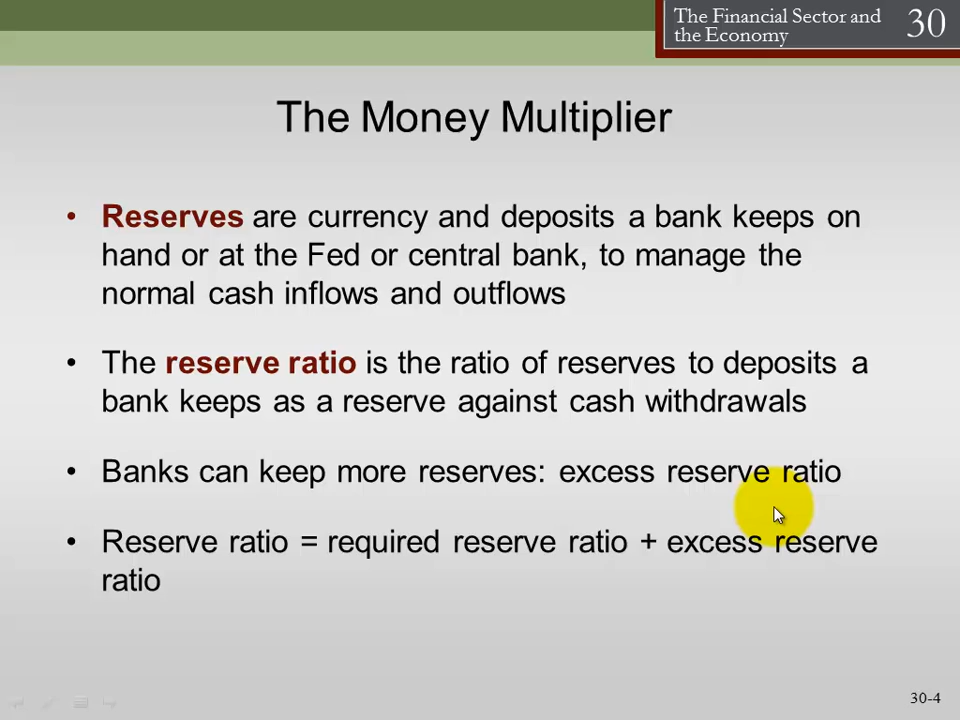 The Financial Sector and
the Economy
30
The Money Multiplier
• Reserves are currency and deposits a bank keeps on
hand or at the Fed or central bank, to manage the
normal cash inflows and outflows
• The reserve ratio is the ratio of reserves to deposits a
bank keeps as a reserve against cash withdrawals
• Banks can keep more reserves: excess reserve ratio
• Reserve ratio = required reserve ratio + excess reserve
ratio
30-4